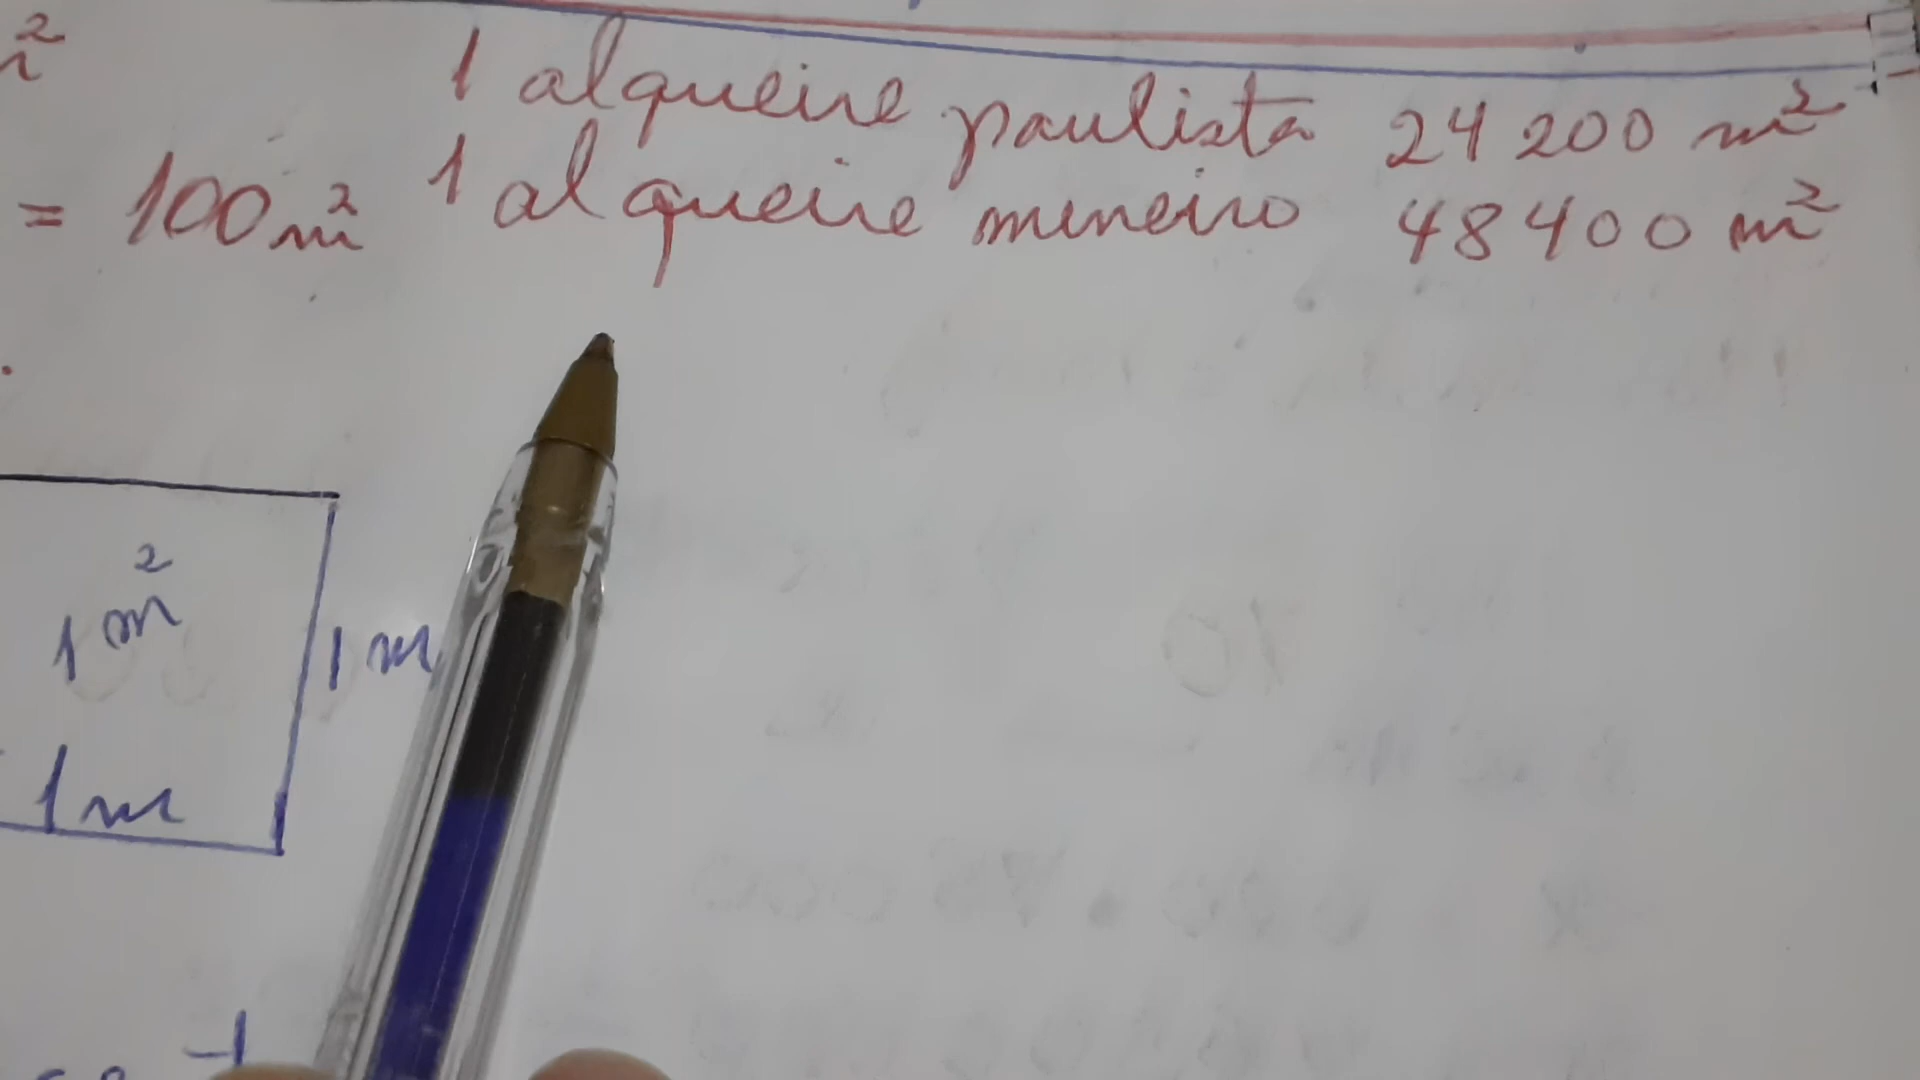 1 alqueire paulista 24 200 m²
= 100 m² 1 alqueire mineiro 48 400 m²
1 m²
1 m
1 m